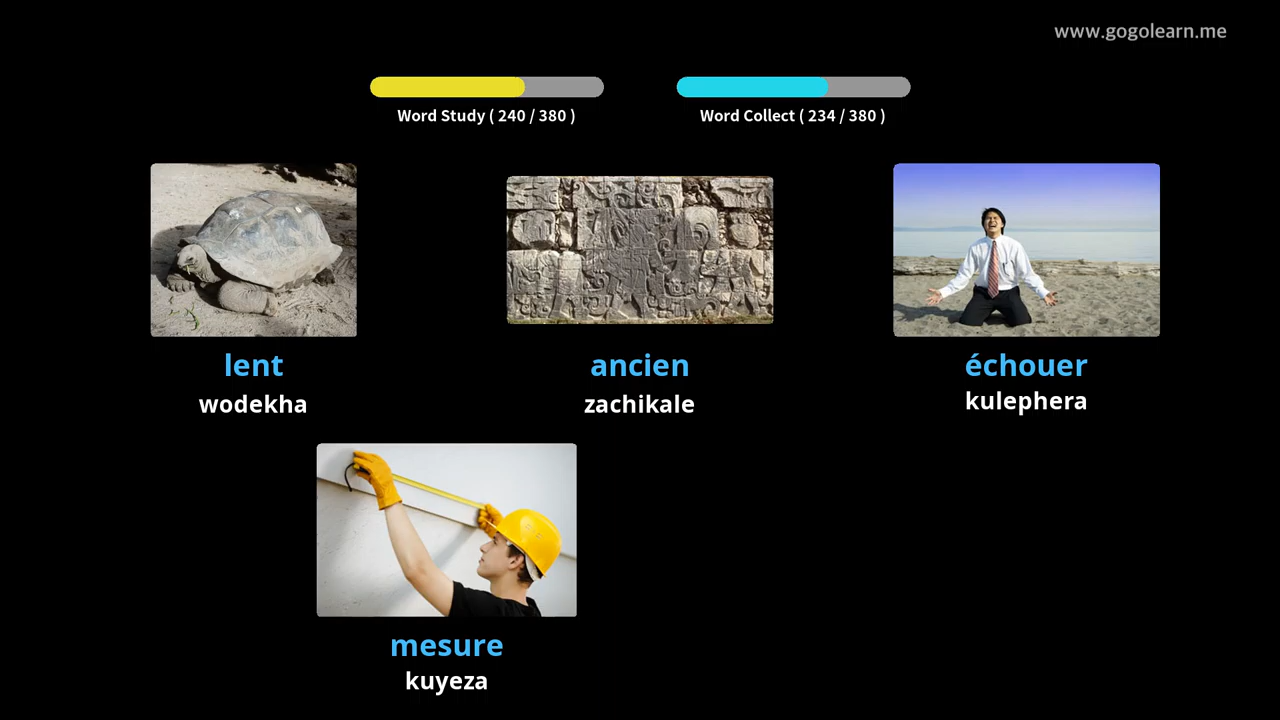 www.gogolearn.me
Word Study ( 240 / 380 )
Word Collect ( 234 / 380 )
lent
wodekha
ancien
zachikale
échouer
kulephera
mesure
kuyeza